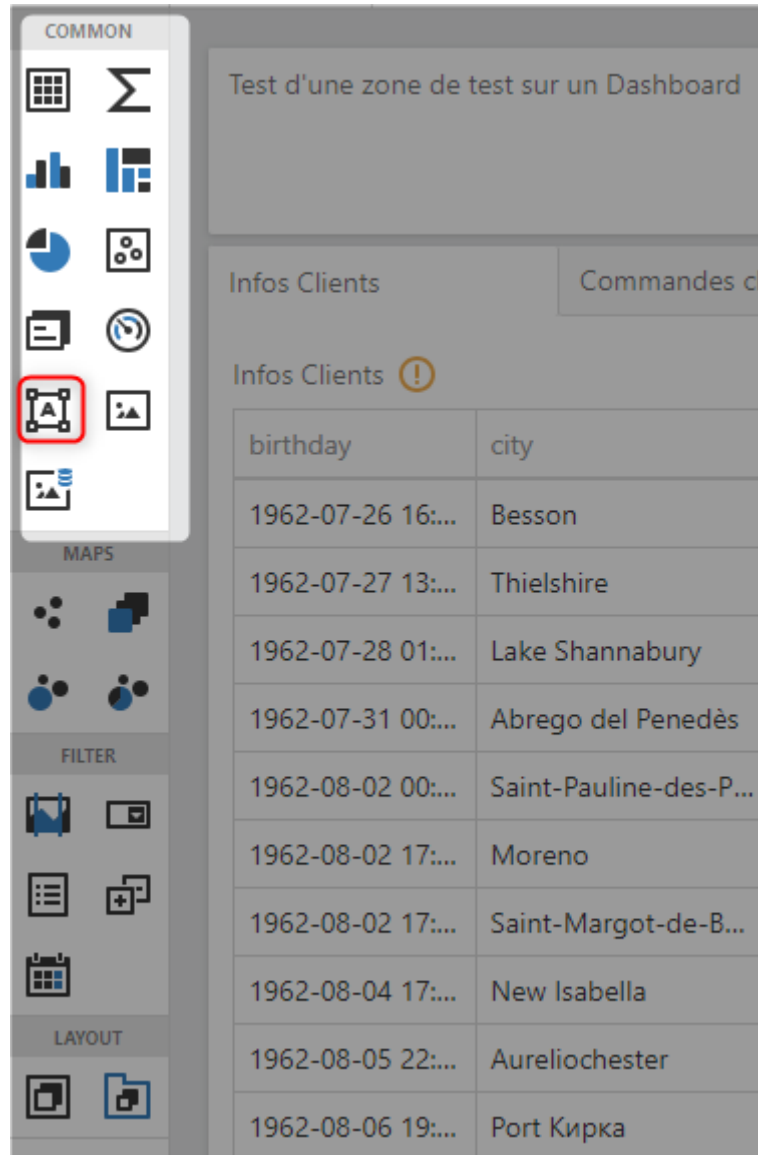 COMMON
Test d'une zone de test sur un Dashboard
A
Infos Clients
Commandes c
Infos Clients
birthday city
1962-07-26 16:... Besson
1962-07-27 13:... Thielshire
1962-07-28 01:... Lake Shannabury
1962-07-31 00:... Abrego del Penedès
1962-08-02 00:... Saint-Pauline-des-P...
1962-08-02 17:... Moreno
1962-08-02 17:... Saint-Margot-de-B...
1962-08-04 17:... New Isabella
1962-08-05 22:... Aureliochester
1962-08-06 19:... Port Кирка
MAPS
FILTER
LAYOUT